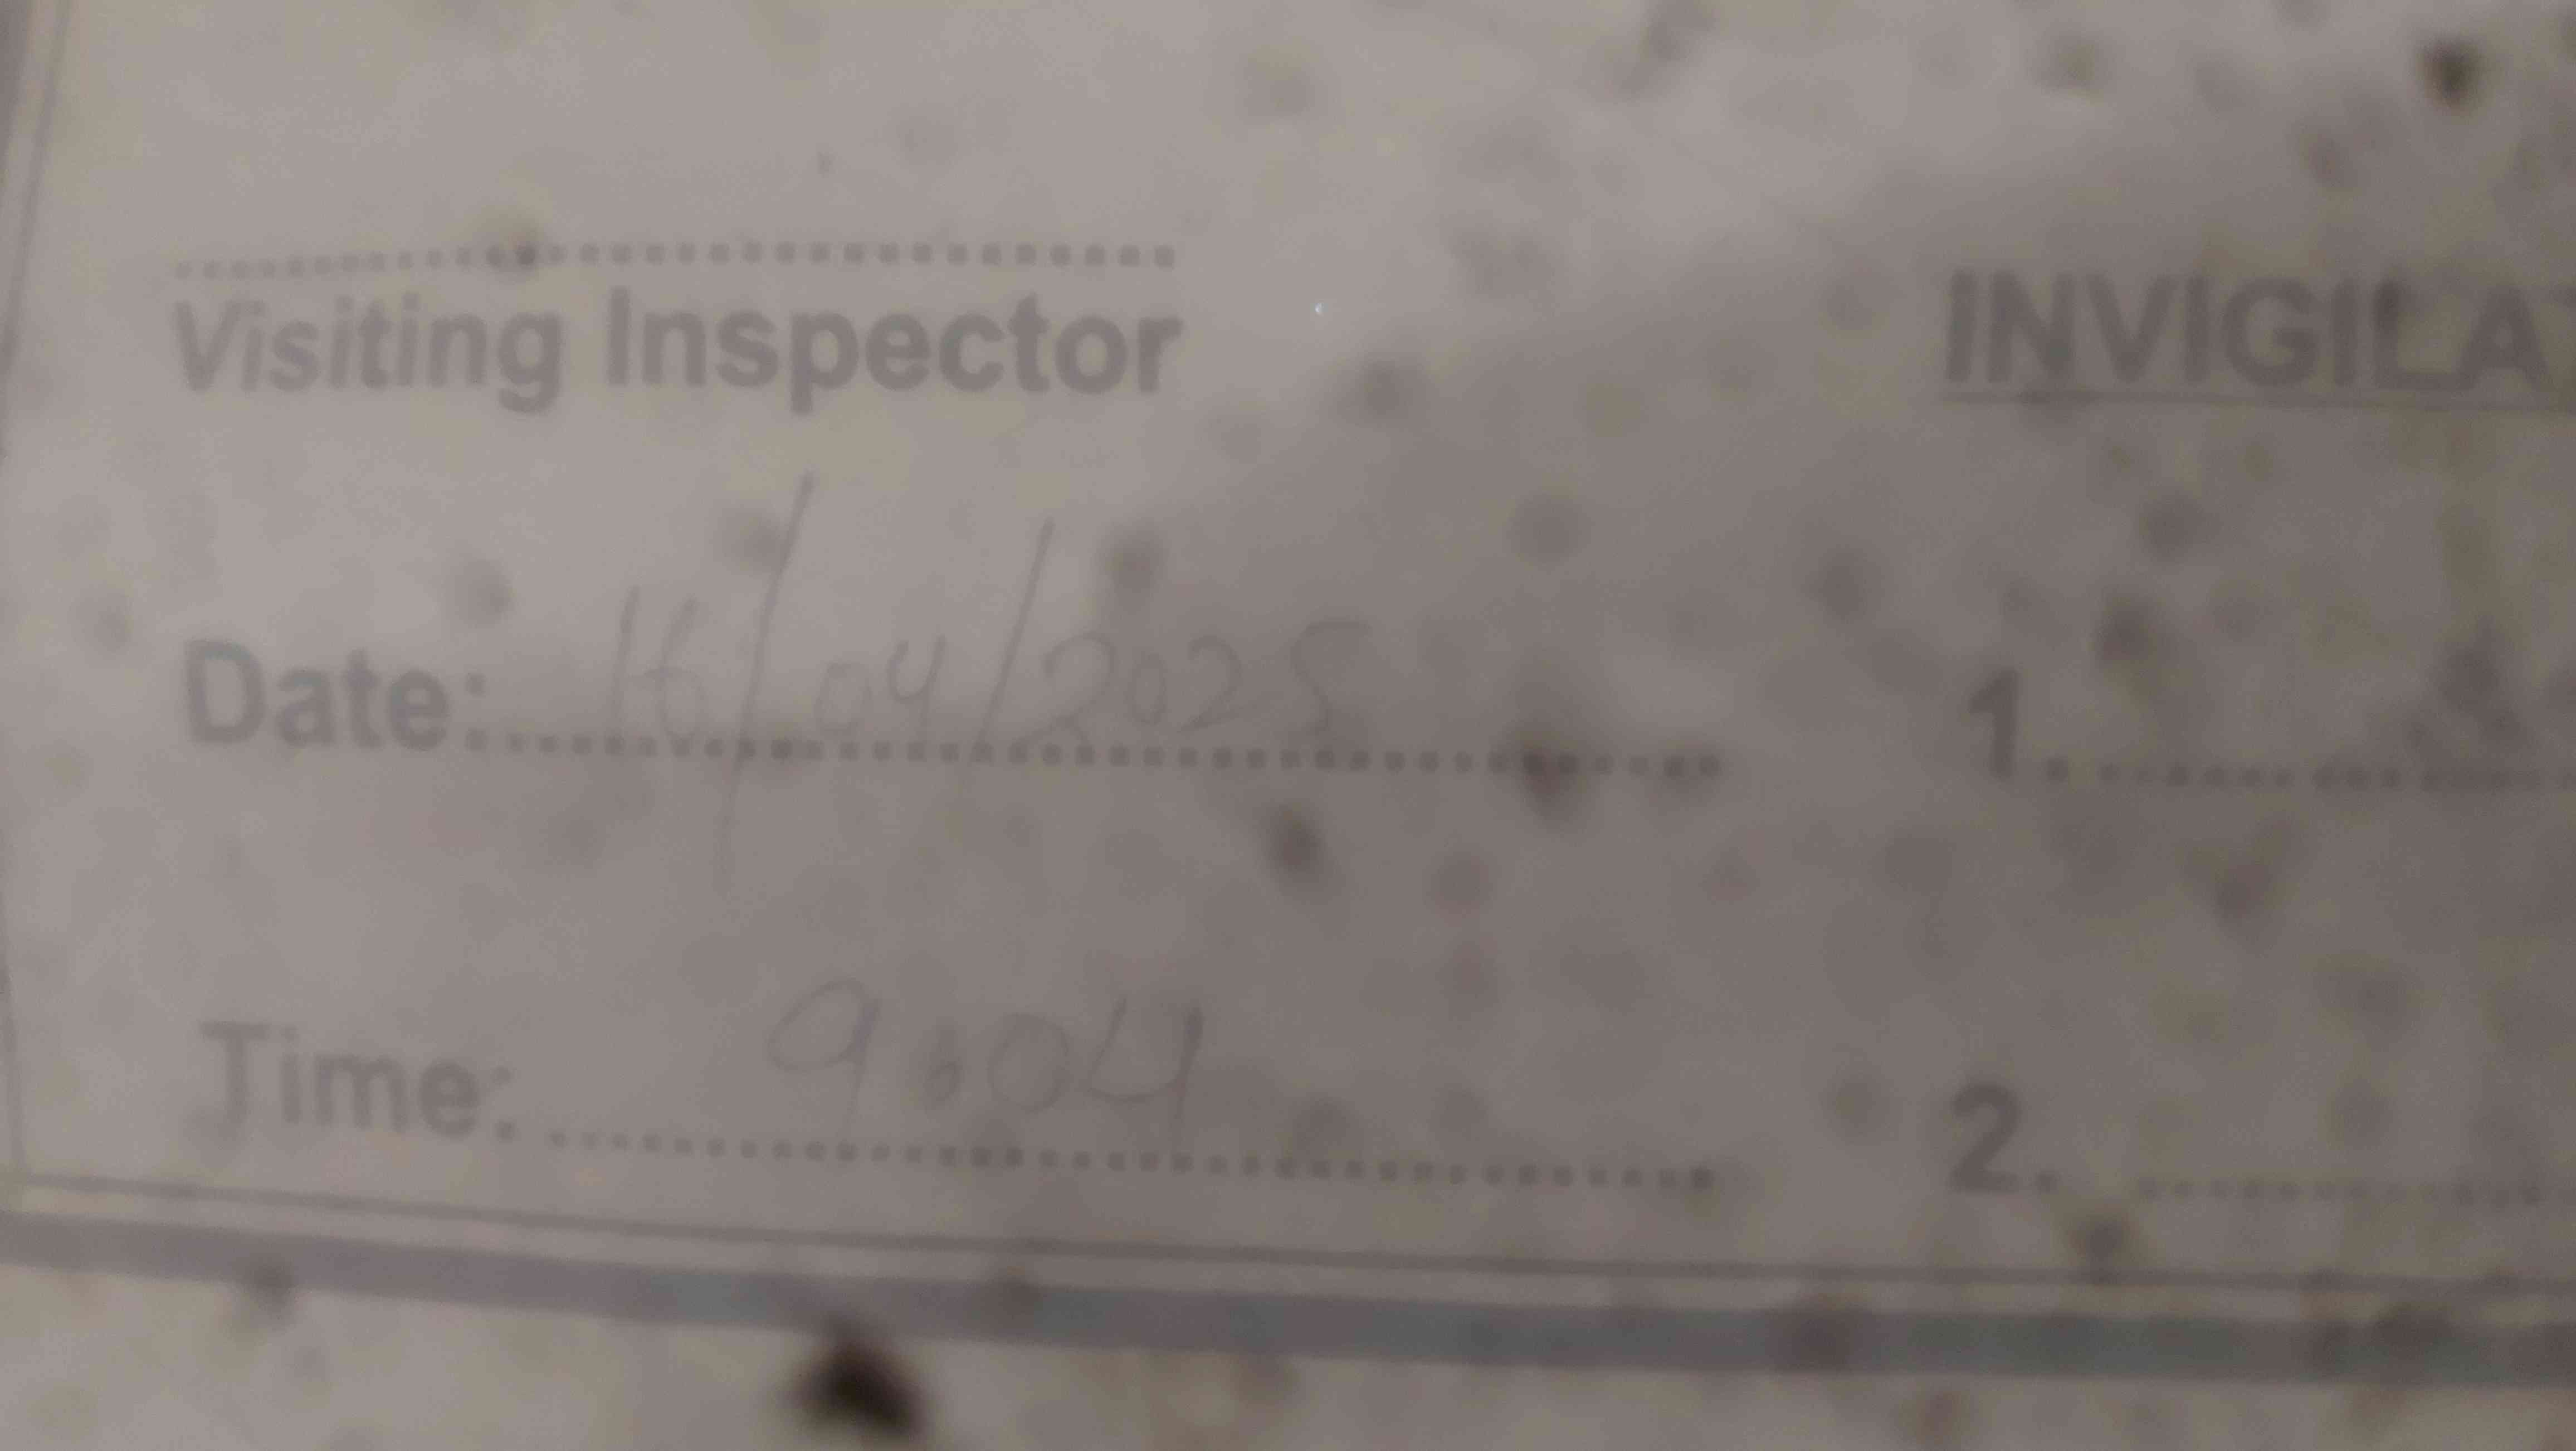 Visiting Inspector
INVIGILA
Date: 16/04/2025
1.
Time: 9:04
2.